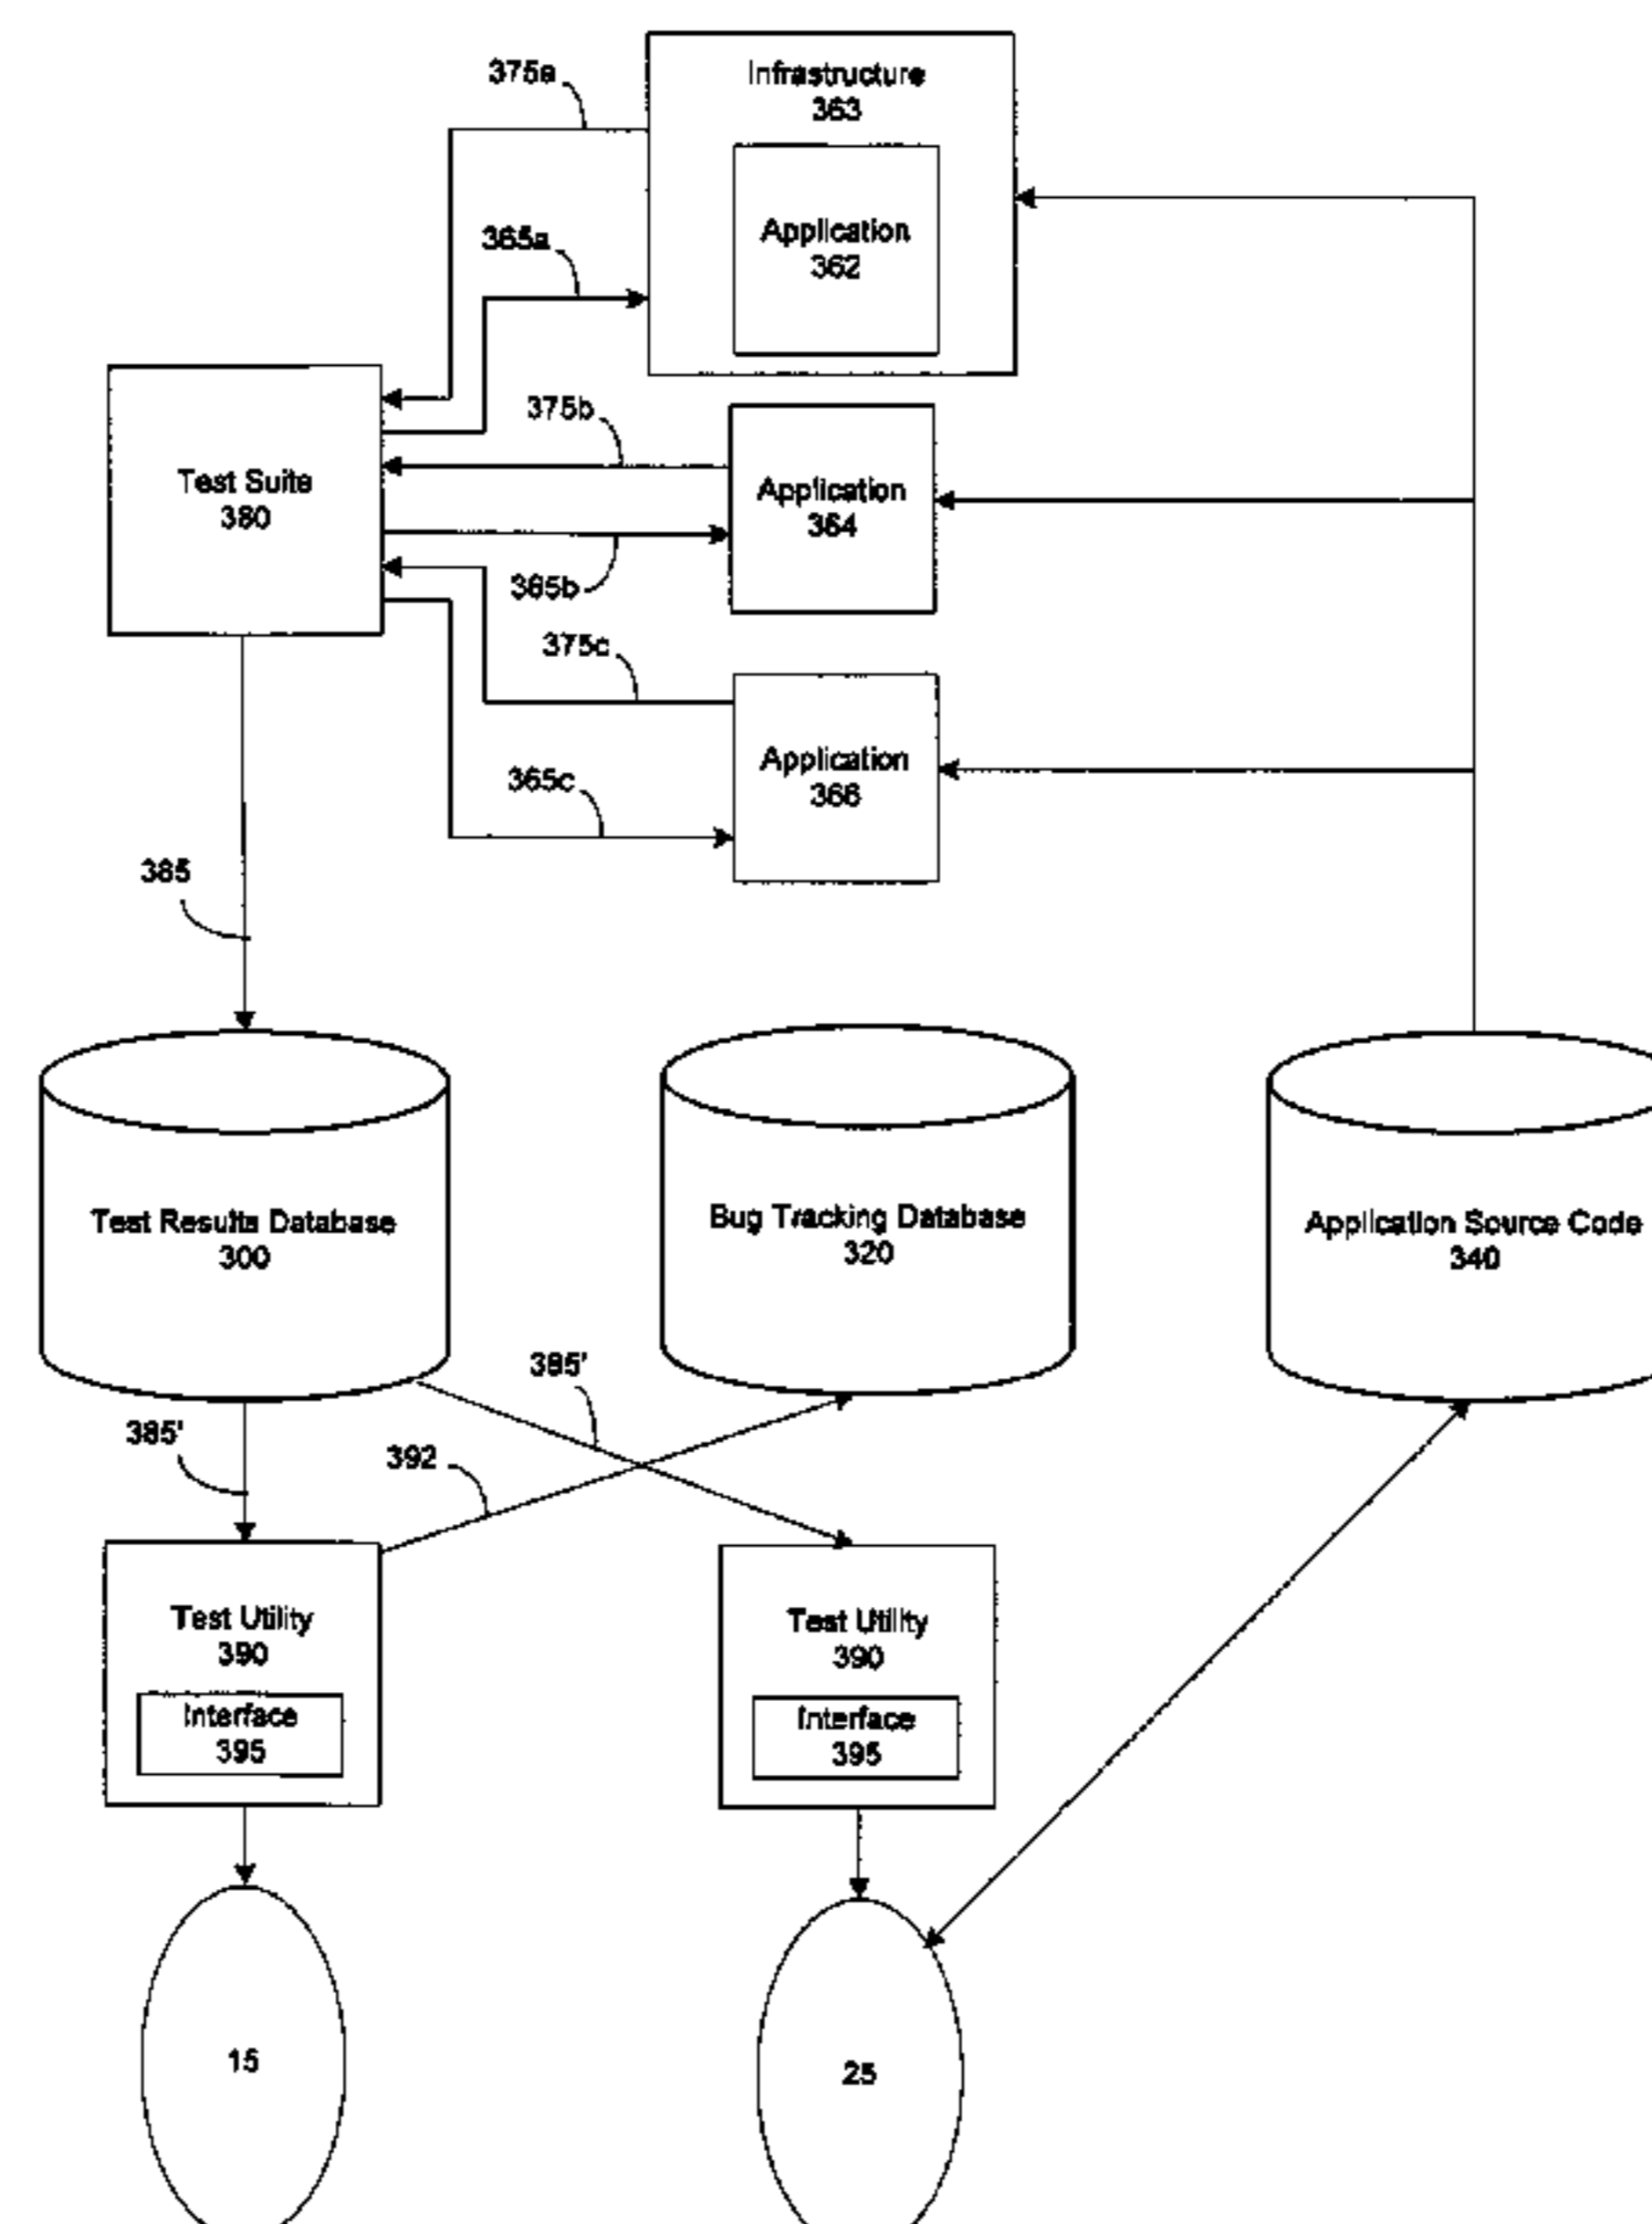 375a
Infrastructure
363
365a
Application
362
375b
Test Suite
380
Application
364
365b
375c
Application
366
365c
385
Test Results Database
300
Bug Tracking Database
320
Application Source Code
340
385'
385'
392
Test Utility
390
Interface
395
Test Utility
390
Interface
395
15
25